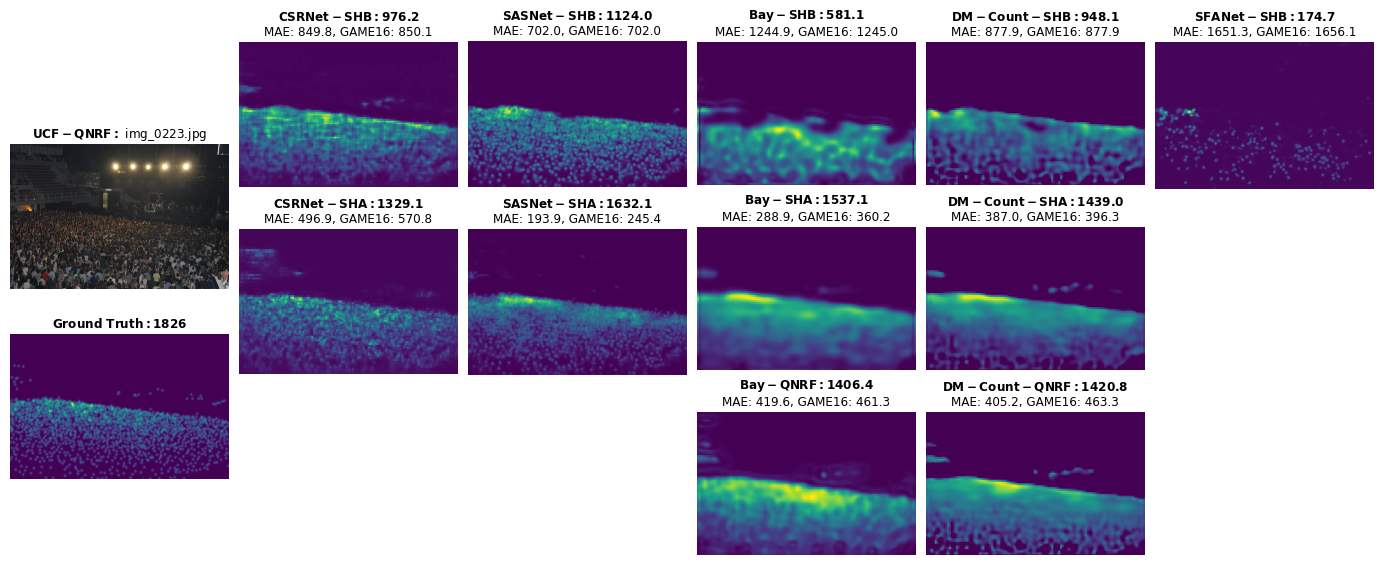 CSRNet−SHB: 976.2
MAE: 849.8, GAME16: 850.1
SASNet−SHB: 1124.0
MAE: 702.0, GAME16: 702.0
Bay−SHB: 581.1
MAE: 1244.9, GAME16: 1245.0
DM−Count−SHB: 948.1
MAE: 877.9, GAME16: 877.9
SFANet−SHB: 174.7
MAE: 1651.3, GAME16: 1656.1
UCF−QNRF: img_0223.jpg
CSRNet−SHA: 1329.1
MAE: 496.9, GAME16: 570.8
SASNet−SHA: 1632.1
MAE: 193.9, GAME16: 245.4
Bay−SHA: 1537.1
MAE: 288.9, GAME16: 360.2
DM−Count−SHA: 1439.0
MAE: 387.0, GAME16: 396.3
Ground Truth: 1826
Bay−QNRF: 1406.4
MAE: 419.6, GAME16: 461.3
DM−Count−QNRF: 1420.8
MAE: 405.2, GAME16: 463.3